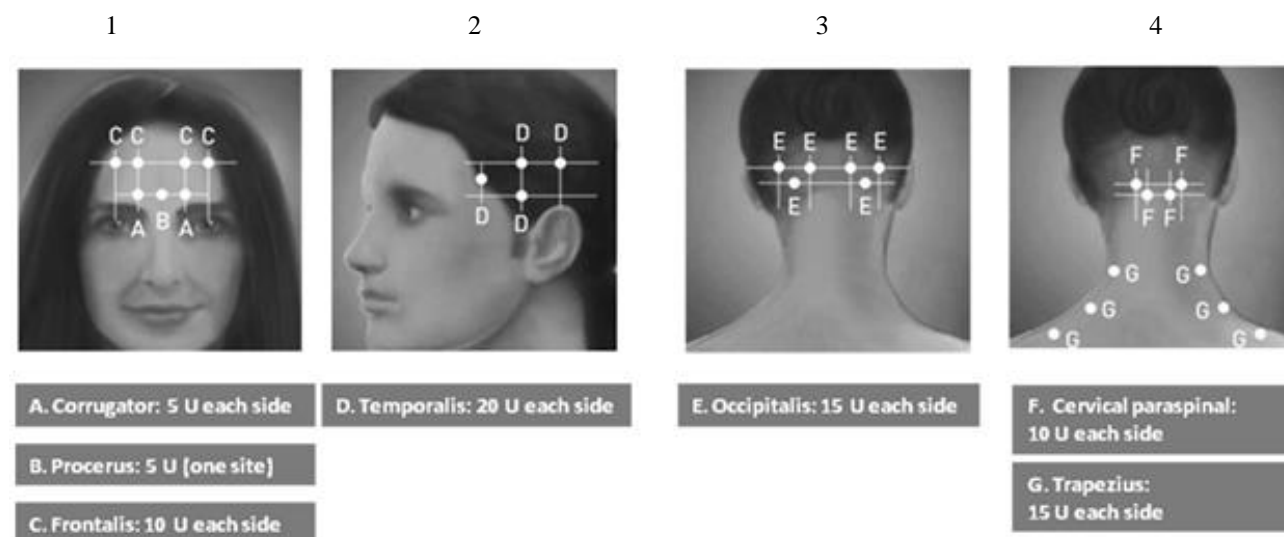 1 2 3 4
C C C C
A B A
D D
D D
E E E E
E E
F F
F F
G G
G G
G G
A. Corrugator: 5 U each side
B. Procerus: 5 U (one site)
C. Frontalis: 10 U each side
D. Temporalis: 20 U each side
E. Occipitalis: 15 U each side
F. Cervical paraspinal:
10 U each side
G. Trapezius:
15 U each side